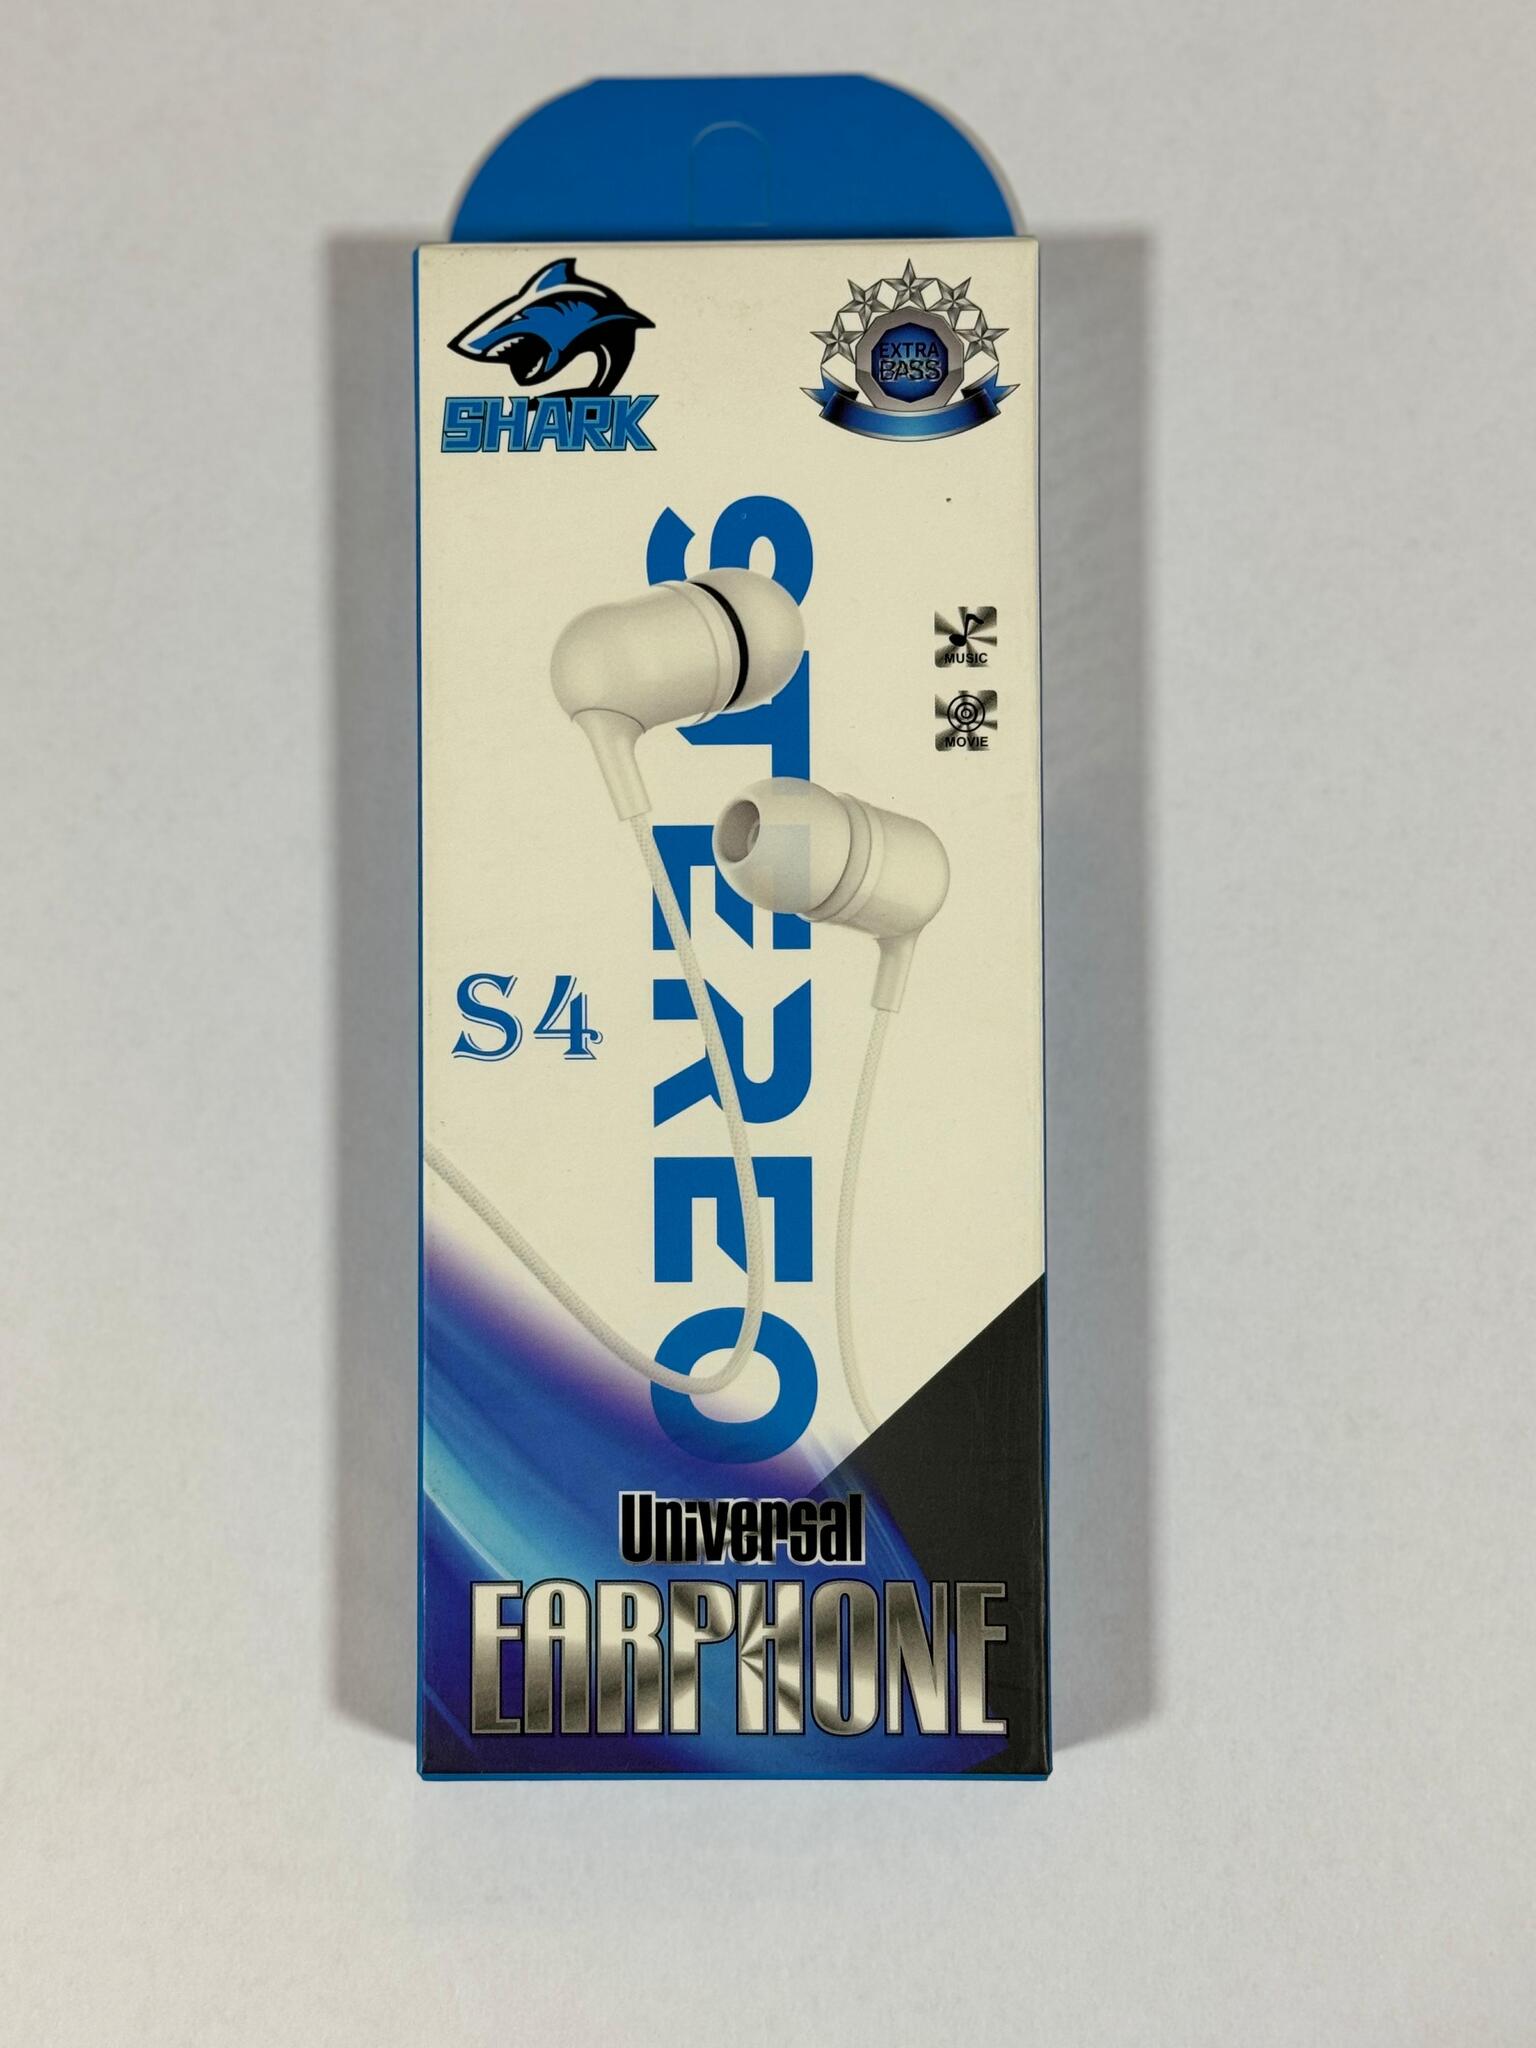 SHARK
EXTRA
BASS
STEREO
MUSIC
MOVIE
S4
Universal
EARPHONE